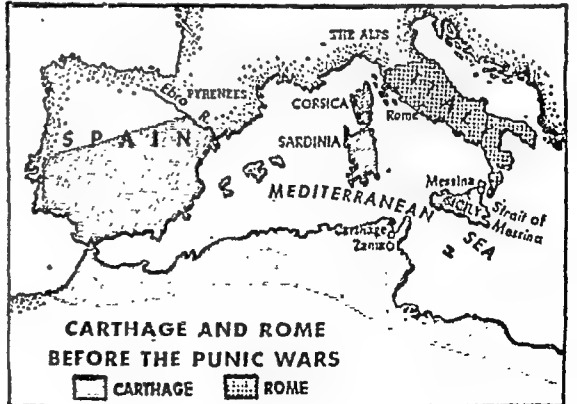 THE ALPS
PYRENEES
Ebro R.
CORSICA
Rome
ITALY
SPAIN
SARDINIA
Messina
SICILY
Strait of
Messina
MEDITERRANEAN
SEA
Carthage
Zama
CARTHAGE AND ROME
BEFORE THE PUNIC WARS
CARTHAGE
ROME